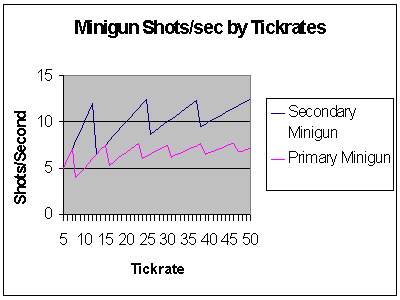 Minigun Shots/sec by Tickrates
15
10
5
0
Shots/Second
5 10 15 20 25 30 35 40 45 50
Tickrate
Secondary
Minigun
Primary Minigun